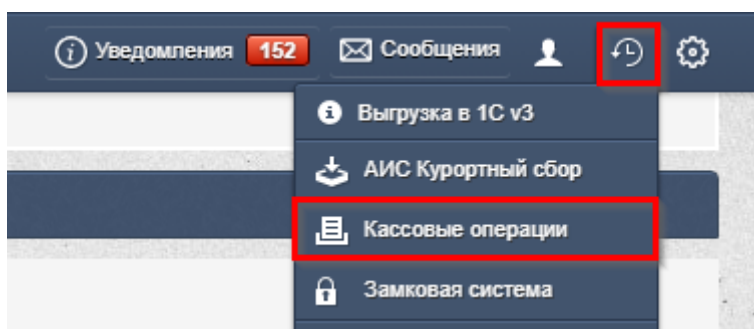 Уведомления 152 Сообщения
Выгрузка в 1С v3
АИС Курортный сбор
Кассовые операции
Замковая система